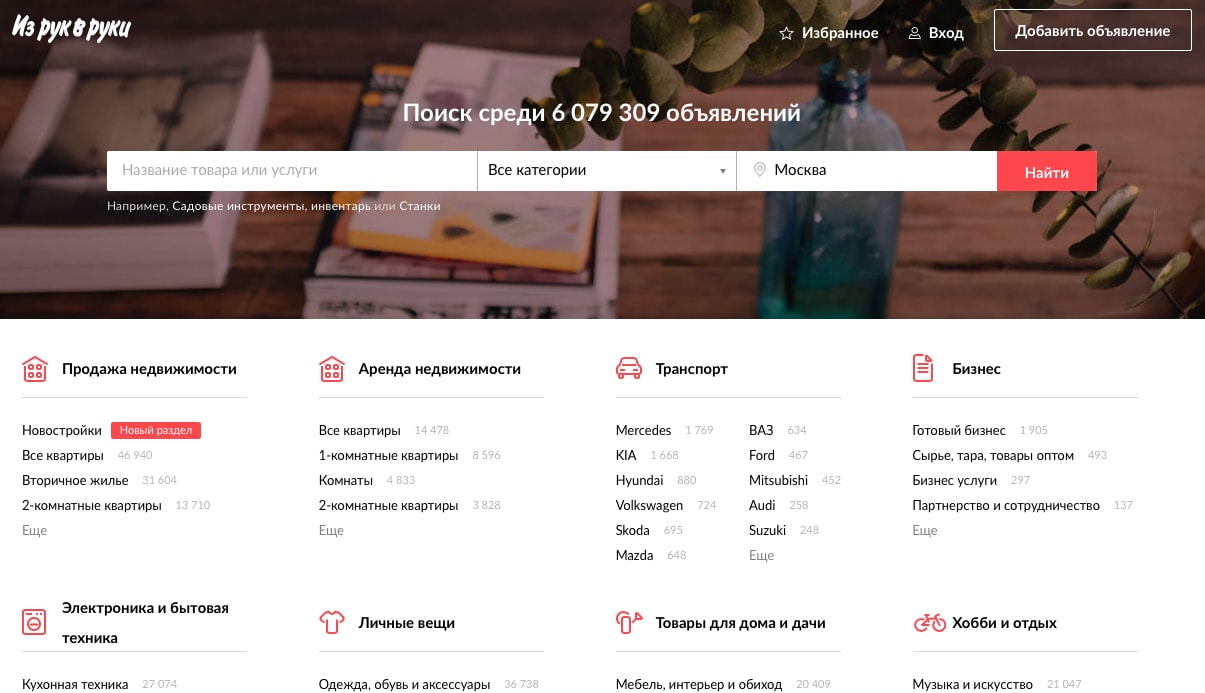 Из рук в руки
Избранное
Вход
Добавить объявление
Поиск среди 6 079 309 объявлений
Название товара или услуги
Все категории
Москва
Найти
Например, Садовые инструменты, инвентарь или Станки
Продажа недвижимости
Новостройки Новый раздел
Все квартиры 46 940
Вторичное жилье 31 604
2-комнатные квартиры 13 710
Еще
Аренда недвижимости
Все квартиры 14 478
1-комнатные квартиры 8 596
Комнаты 4 833
2-комнатные квартиры 3 828
Еще
Транспорт
Mercedes 1 769
KIA 1 668
Hyundai 880
Volkswagen 724
Skoda 695
Mazda 648
ВАЗ 634
Ford 467
Mitsubishi 452
Audi 258
Suzuki 248
Еще
Бизнес
Готовый бизнес 1 905
Сырье, тара, товары оптом 493
Бизнес услуги 297
Партнерство и сотрудничество 137
Еще
Электроника и бытовая
техника
Кухонная техника 27 074
Личные вещи
Одежда, обувь и аксессуары 36 738
Товары для дома и дачи
Мебель, интерьер и обиход 20 409
Хобби и отдых
Музыка и искусство 21 047